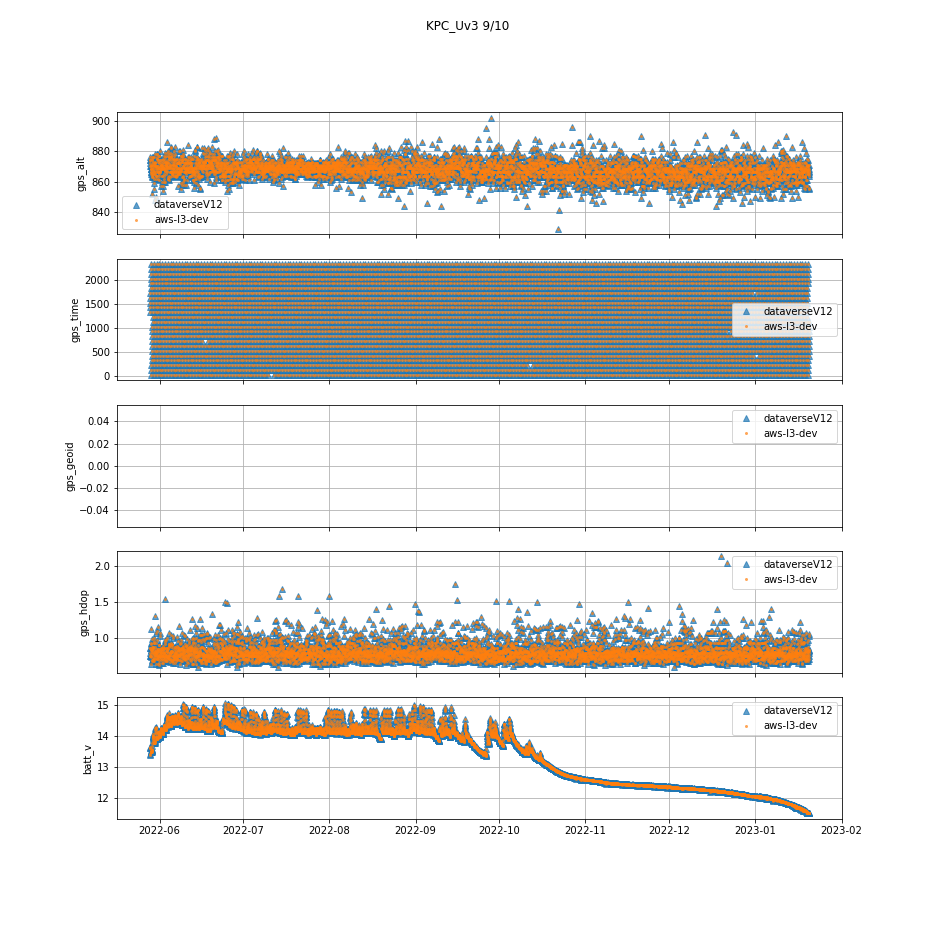 KPC_Uv3 9/10
900
880
860
840
gps_alt
dataverseV12
aws-l3-dev
2000
1500
1000
500
0
gps_time
dataverseV12
aws-l3-dev
0.04
0.02
0.00
−0.02
−0.04
gps_geoid
dataverseV12
aws-l3-dev
2.0
1.5
1.0
gps_hdop
dataverseV12
aws-l3-dev
15
14
13
12
batt_v
dataverseV12
aws-l3-dev
2022-06 2022-07 2022-08 2022-09 2022-10 2022-11 2022-12 2023-01 2023-02